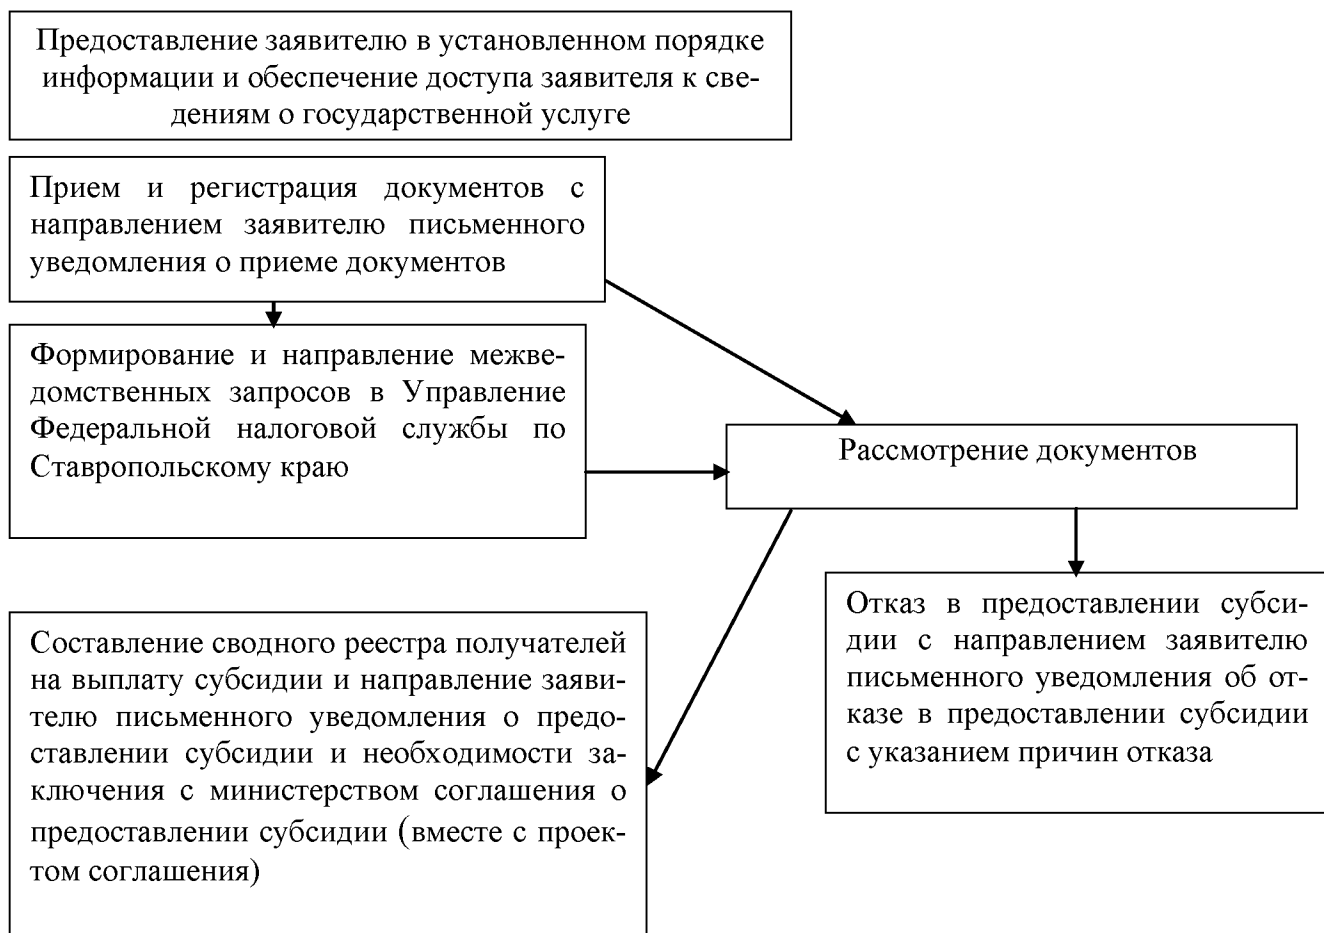 Предоставление заявителю в установленном порядке
информации и обеспечение доступа заявителя к све-
дениям о государственной услуге
Прием и регистрация документов с
направлением заявителю письменного
уведомления о приеме документов
Формирование и направление межве-
домственных запросов в Управление
Федеральной налоговой службы по
Ставропольскому краю
Рассмотрение документов
Составление сводного реестра получателей
на выплату субсидии и направление заяви-
телю письменного уведомления о предо-
ставлении субсидии и необходимости за-
ключения с министерством соглашения о
предоставлении субсидии (вместе с проек-
том соглашения)
Отказ в предоставлении субси-
дии с направлением заявителю
письменного уведомления об от-
казе в предоставлении субсидии
с указанием причин отказа